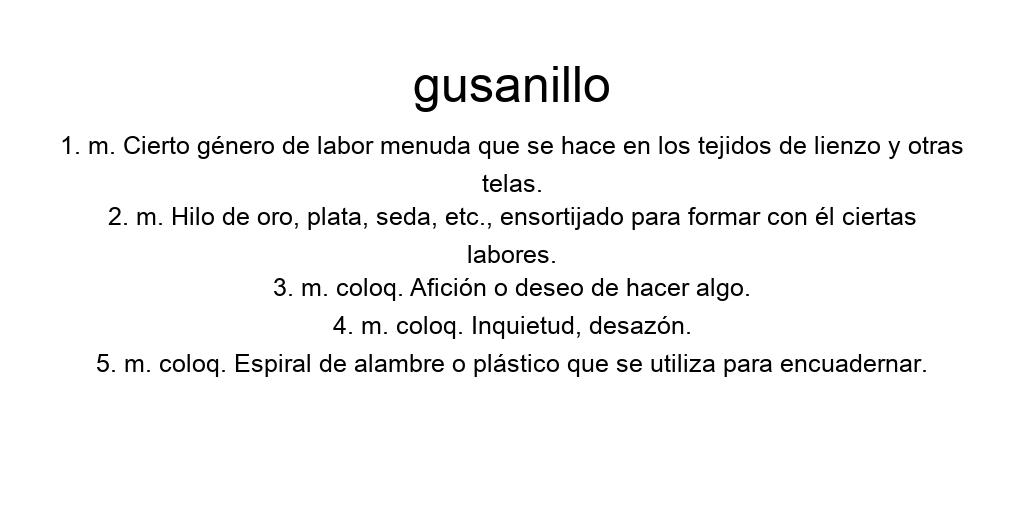 gusanillo
1. m. Cierto género de labor menuda que se hace en los tejidos de lienzo y otras
telas.
2. m. Hilo de oro, plata, seda, etc., ensortijado para formar con él ciertas
labores.
3. m. coloq. Afición o deseo de hacer algo.
4. m. coloq. Inquietud, desazón.
5. m. coloq. Espiral de alambre o plástico que se utiliza para encuadernar.